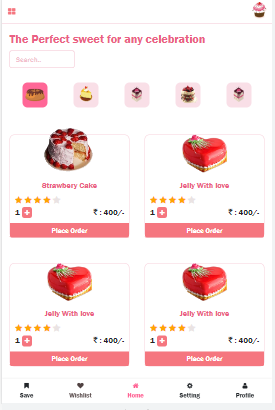 The Perfect sweet for any celebration
Search..
Strawbery Cake
Jelly With love
1 + ₹ : 400/-
1 + ₹ : 400/-
Place Order
Place Order
Jelly With love
Jelly With love
1 + ₹ : 400/-
1 + ₹ : 400/-
Place Order
Place Order
Save
Wishlist
Home
Setting
Profile